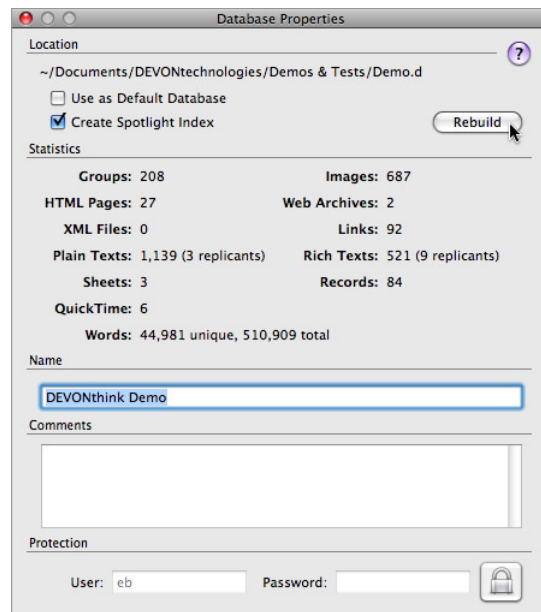 Database Properties
Location
?
~/Documents/DEVONtechnologies/Demos & Tests/Demo.d
Use as Default Database
Create Spotlight Index
Rebuild
Statistics
Groups: 208 Images: 687
HTML Pages: 27 Web Archives: 2
XML Files: 0 Links: 92
Plain Texts: 1,139 (3 replicants) Rich Texts: 521 (9 replicants)
Sheets: 3 Records: 84
QuickTime: 6
Words: 44,981 unique, 510,909 total
Name
DEVONthink Demo
Comments
Protection
User: eb Password: